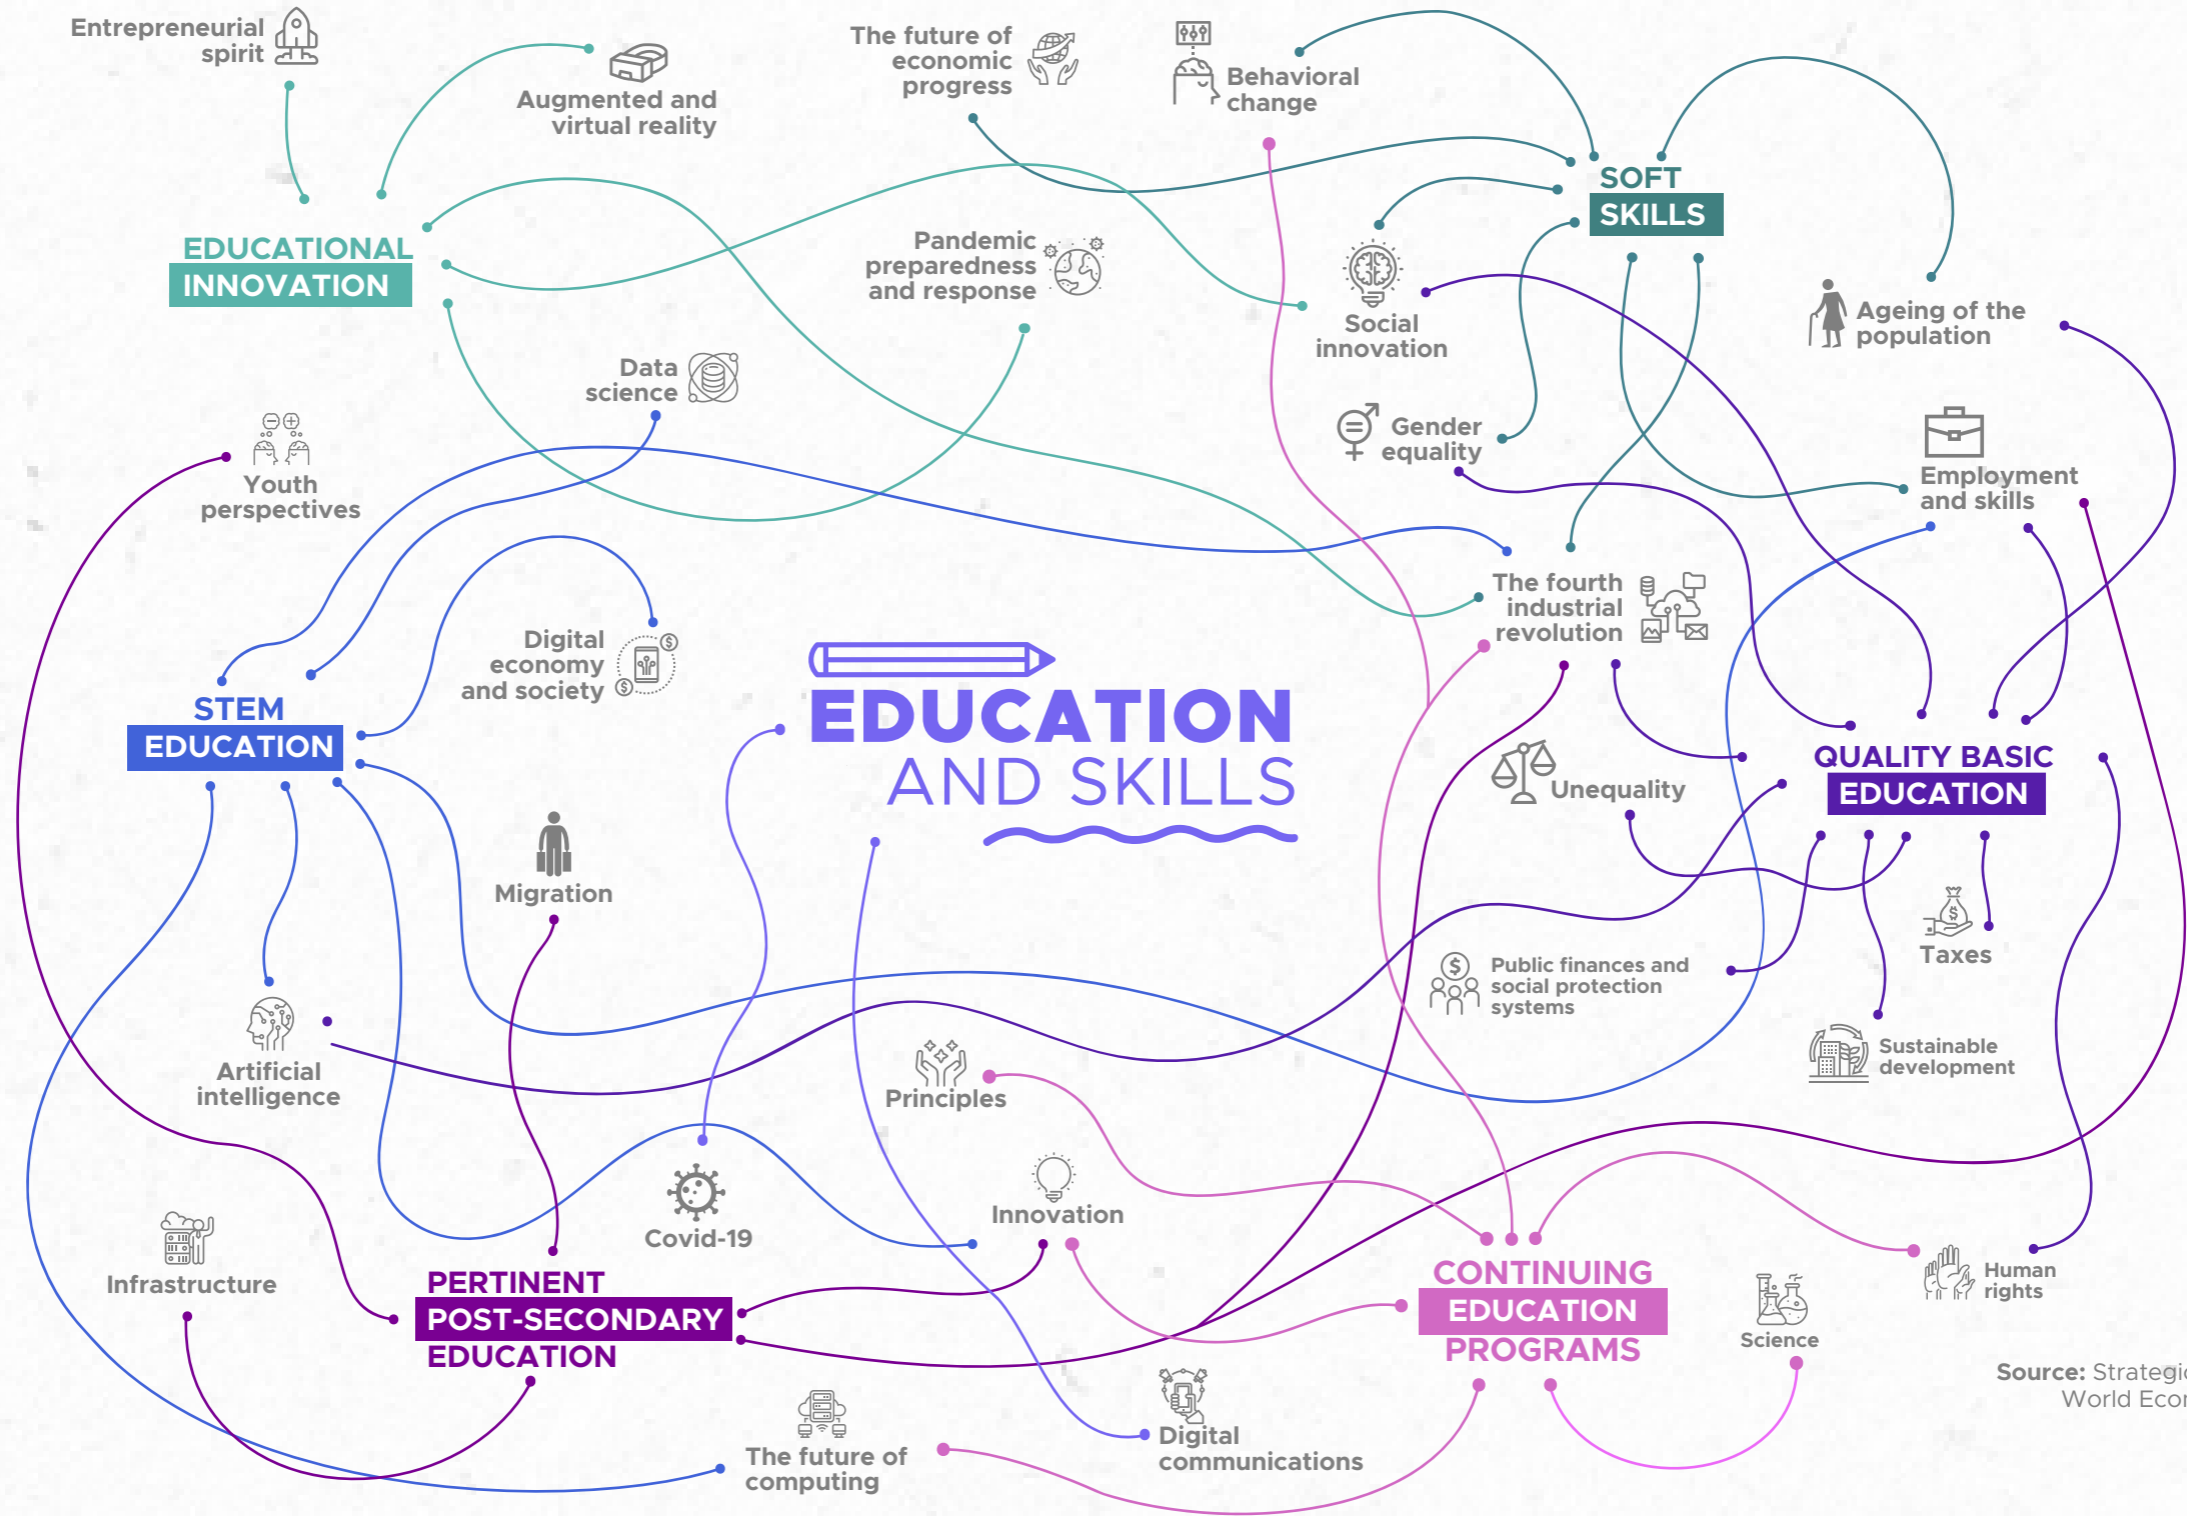 Entrepreneurial
spirit
Augmented and
virtual reality
The future of
economic
progress
Behavioral
change
SOFT
SKILLS
EDUCATIONAL
INNOVATION
Pandemic
preparedness
and response
Social
innovation
Ageing of the
population
Data
science
Youth
perspectives
Gender
equality
Employment
and skills
The fourth
industrial
revolution
Digital
economy
and society
STEM
EDUCATION
EDUCATION
AND SKILLS
Unequality
QUALITY BASIC
EDUCATION
Migration
Public finances and
social protection
systems
Taxes
Artificial
intelligence
Principles
Sustainable
development
Covid-19
Innovation
Infrastructure
PERTINENT
POST-SECONDARY
EDUCATION
CONTINUING
EDUCATION
PROGRAMS
Human
rights
Science
Source: Strategic
World Econ
The future of
computing
Digital
communications